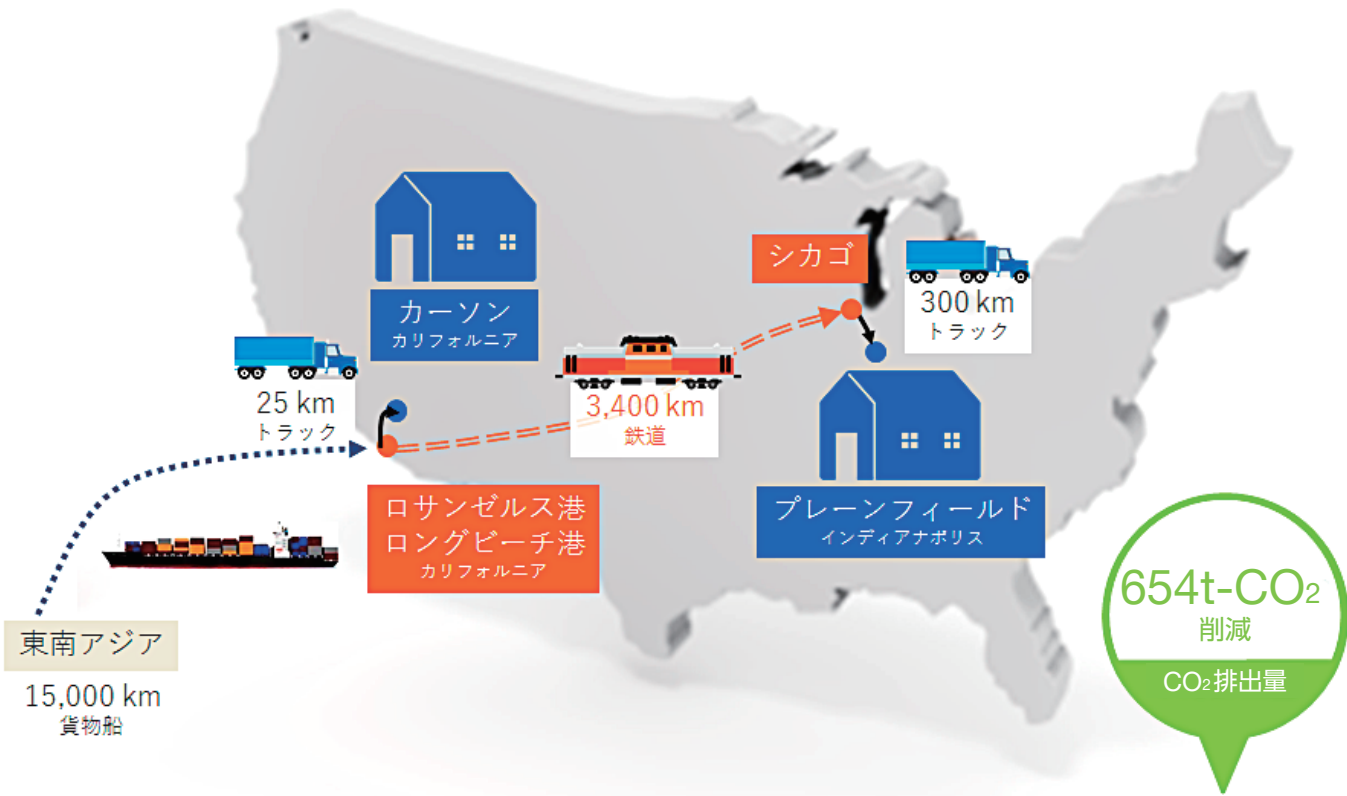 カーソン
カリフォルニア
25 km
トラック
ロサンゼルス港
ロングビーチ港
カリフォルニア
東南アジア
15,000 km
貨物船
3,400 km
鉄道
シカゴ
300 km
トラック
プレーンフィールド
インディアナポリス
654t-CO₂
削減
CO₂排出量